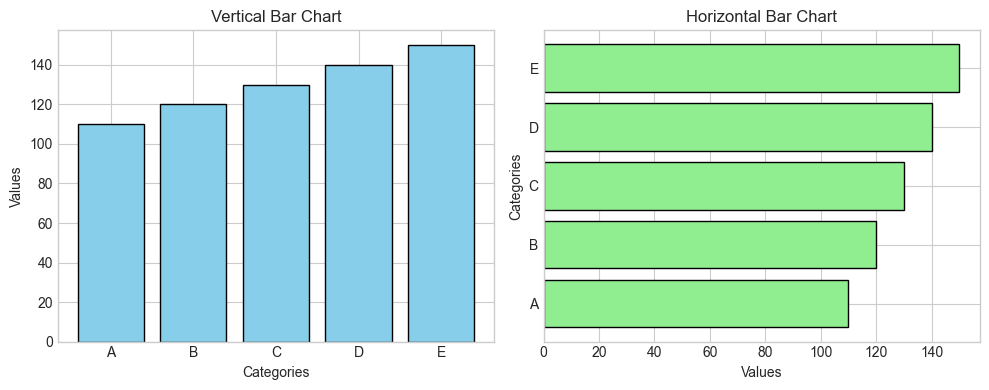 Vertical Bar Chart
140
120
100
80
60
40
20
0
Values
A B C D E
Categories
Horizontal Bar Chart
E
D
C
B
A
Categories
0 20 40 60 80 100 120 140
Values